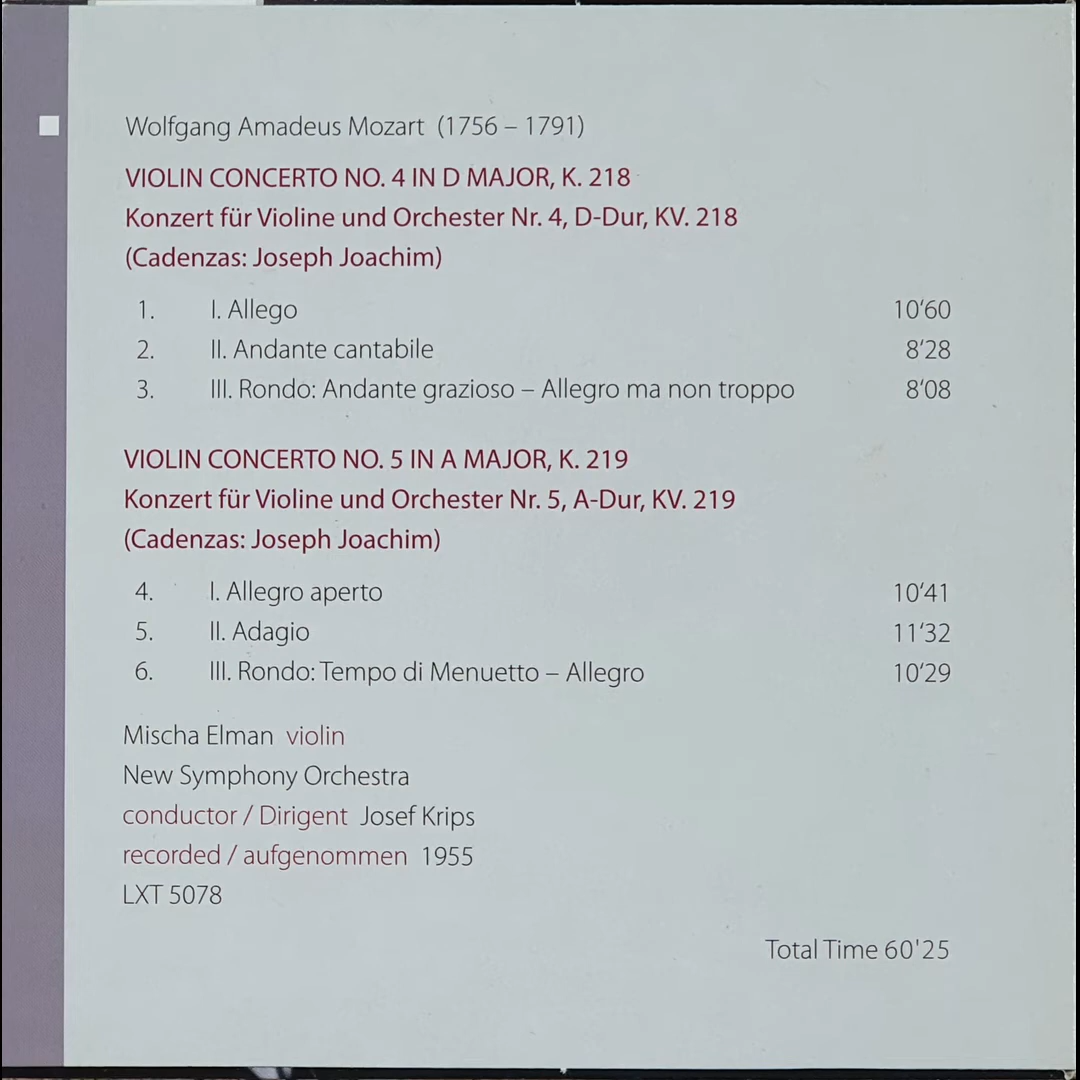 Wolfgang Amadeus Mozart (1756 – 1791)
VIOLIN CONCERTO NO. 4 IN D MAJOR, K. 218
Konzert für Violine und Orchester Nr. 4, D-Dur, KV. 218
(Cadenzas: Joseph Joachim)
1. I. Allego 10‘60
2. II. Andante cantabile 8‘28
3. III. Rondo: Andante grazioso – Allegro ma non troppo 8‘08
VIOLIN CONCERTO NO. 5 IN A MAJOR, K. 219
Konzert für Violine und Orchester Nr. 5, A-Dur, KV. 219
(Cadenzas: Joseph Joachim)
4. I. Allegro aperto 10‘41
5. II. Adagio 11‘32
6. III. Rondo: Tempo di Menuetto – Allegro 10‘29
Mischa Elman violin
New Symphony Orchestra
conductor / Dirigent Josef Krips
recorded / aufgenommen 1955
LXT 5078
Total Time 60'25